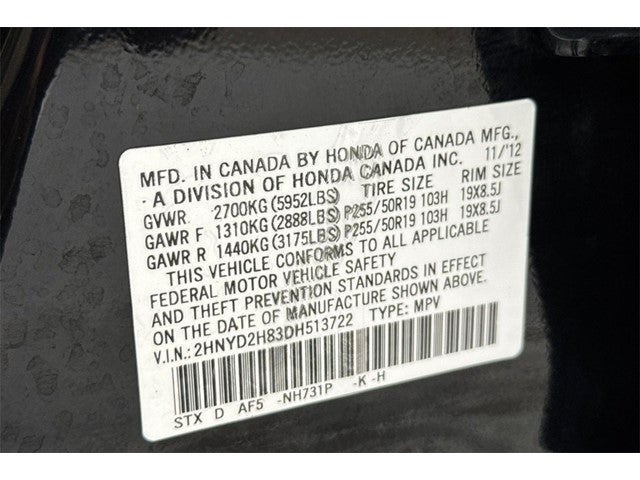 MFD. IN CANADA BY HONDA OF CANADA MFG.,
A DIVISION OF HONDA CANADA INC. 11/'12
TIRE SIZE RIM SIZE
GVWR. 2700KG(5952LBS)
GAWR F 1310KG(2888LBS)P255/50R19 103H 19X8.5J
GAWR R 1440KG(3175LBS)P255/50R19 103H 19X8.5J
THIS VEHICLE CONFORMS TO ALL APPLICABLE
FEDERAL MOTOR VEHICLE SAFETY
AND THEFT PREVENTION STANDARDS IN EFFECT
ON THE DATE OF MANUFACTURE SHOWN ABOVE.
V.I.N.: 2HNYD2H83DH513722 TYPE: MPV
STX D AF5 -NH731P -K -H